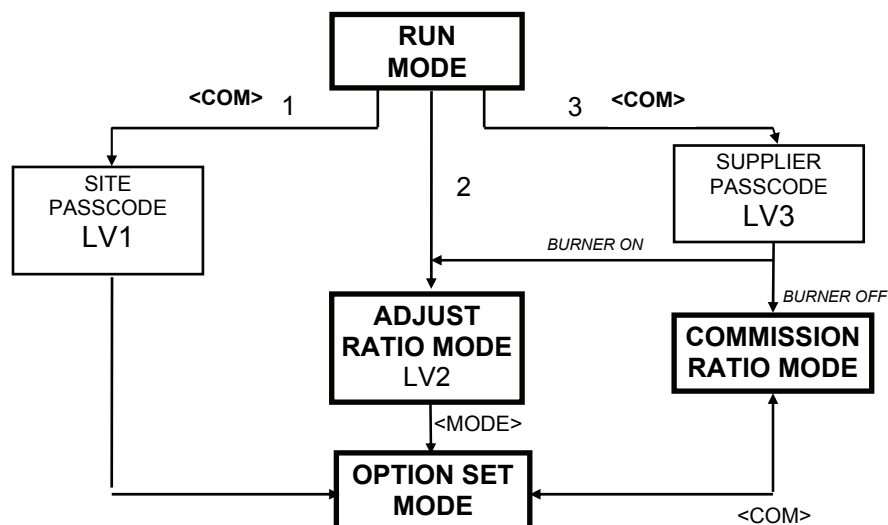 RUN
MODE
<COM>
1
3
<COM>
SITE
PASSCODE
LV1
SUPPLIER
PASSCODE
LV3
2
BURNER ON
BURNER OFF
ADJUST
RATIO MODE
LV2
COMMISSION
RATIO MODE
<MODE>
OPTION SET
MODE
<COM>